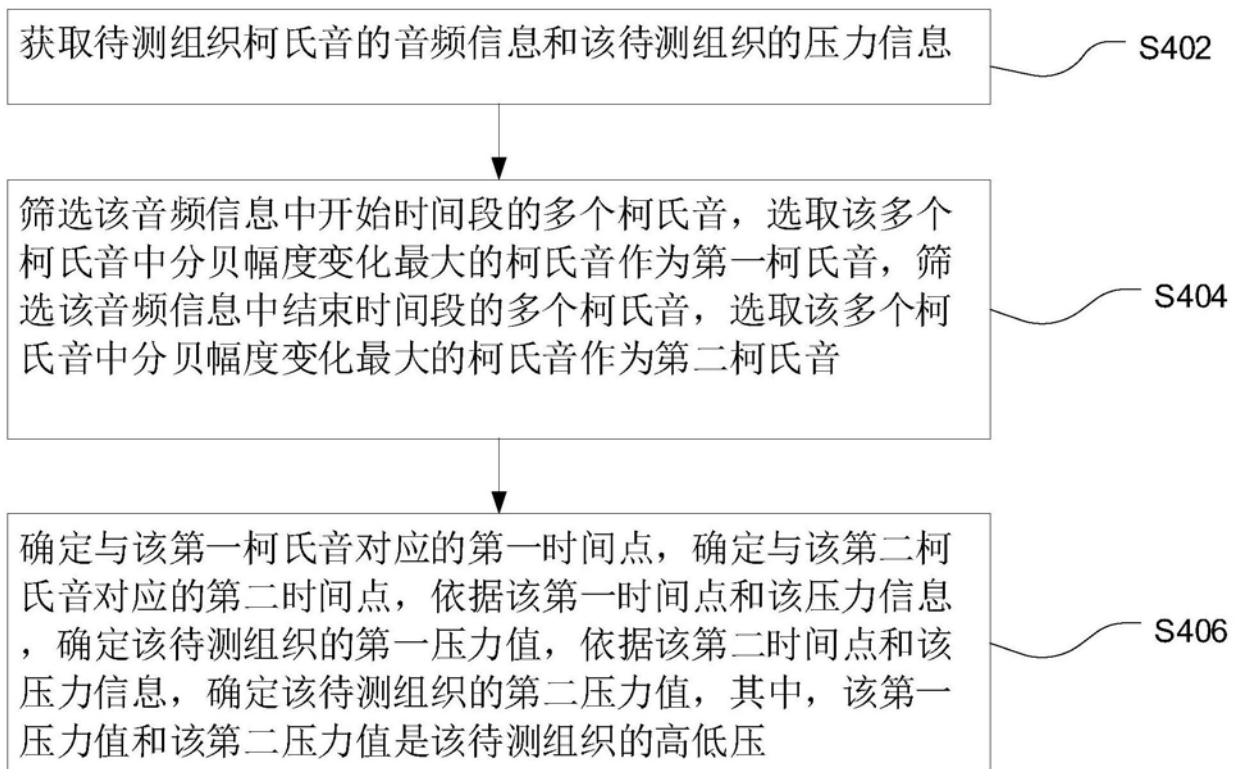 获取待测组织柯氏音的音频信息和该待测组织的压力信息
S402
筛选该音频信息中开始时间段的多个柯氏音，选取该多个
柯氏音中分贝幅度变化最大的柯氏音作为第一柯氏音，筛
选该音频信息中结束时间段的多个柯氏音，选取该多个柯
氏音中分贝幅度变化最大的柯氏音作为第二柯氏音
S404
确定与该第一柯氏音对应的第一时间点，确定与该第二柯
氏音对应的第二时间点，依据该第一时间点和该压力信息
，确定该待测组织的第一压力值，依据该第二时间点和该
压力信息，确定该待测组织的第二压力值，其中，该第一
压力值和该第二压力值是该待测组织的高低压
S406